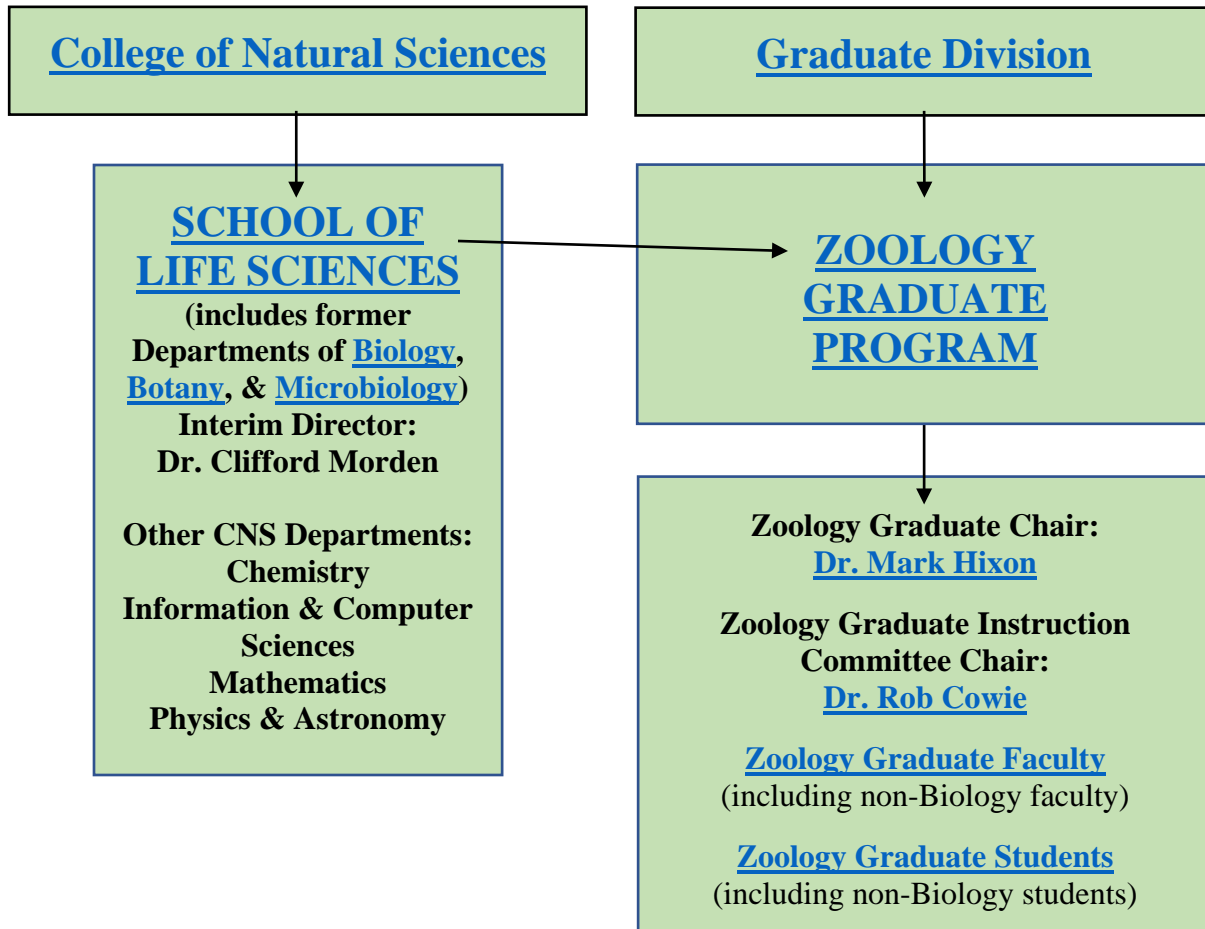 College of Natural Sciences
Graduate Division
SCHOOL OF
LIFE SCIENCES
(includes former
Departments of Biology,
Botany, & Microbiology)
Interim Director:
Dr. Clifford Morden
Other CNS Departments:
Chemistry
Information & Computer
Sciences
Mathematics
Physics & Astronomy
ZOOLOGY
GRADUATE
PROGRAM
Zoology Graduate Chair:
Dr. Mark Hixon
Zoology Graduate Instruction
Committee Chair:
Dr. Rob Cowie
Zoology Graduate Faculty
(including non-Biology faculty)
Zoology Graduate Students
(including non-Biology students)